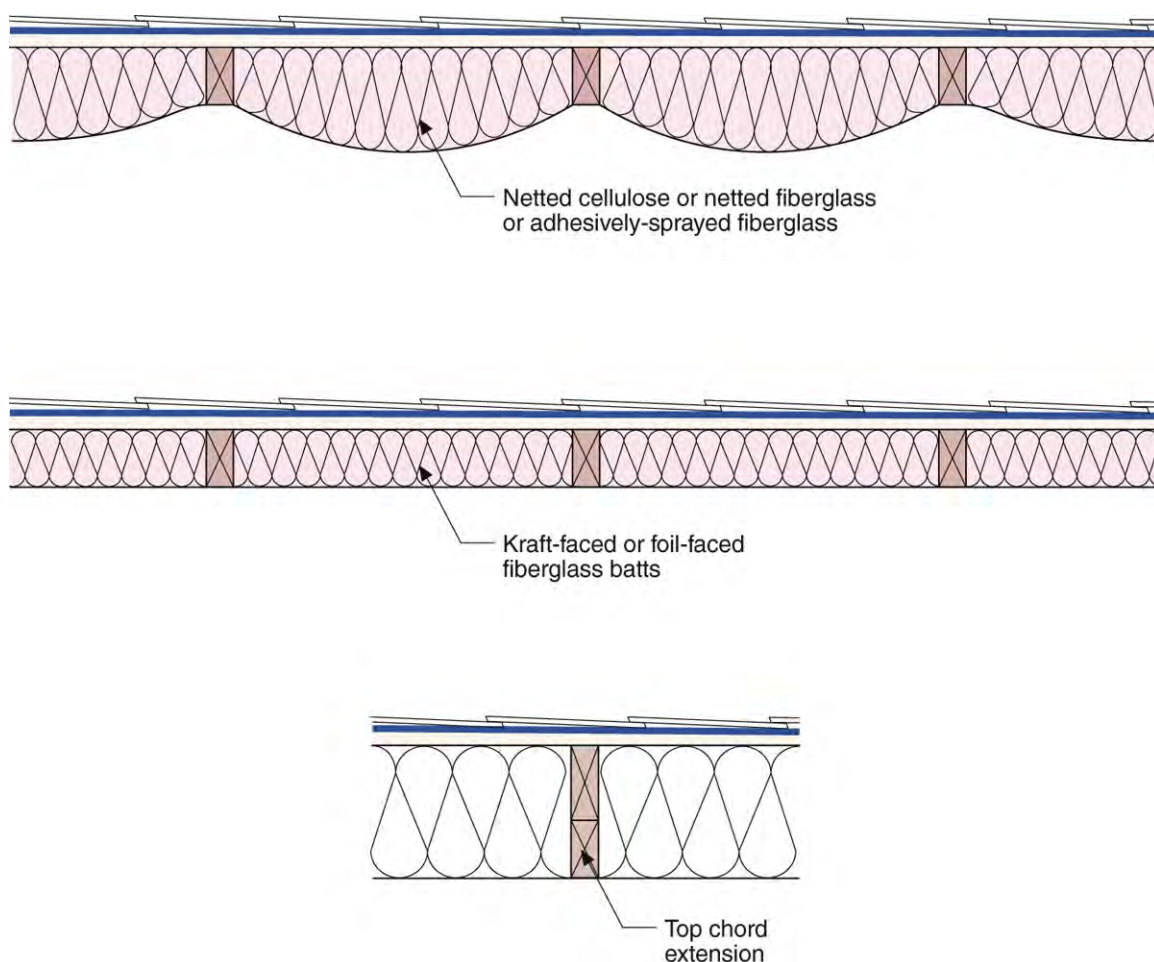 Netted cellulose or netted fiberglass
or adhesively-sprayed fiberglass
Kraft-faced or foil-faced
fiberglass batts
Top chord
extension